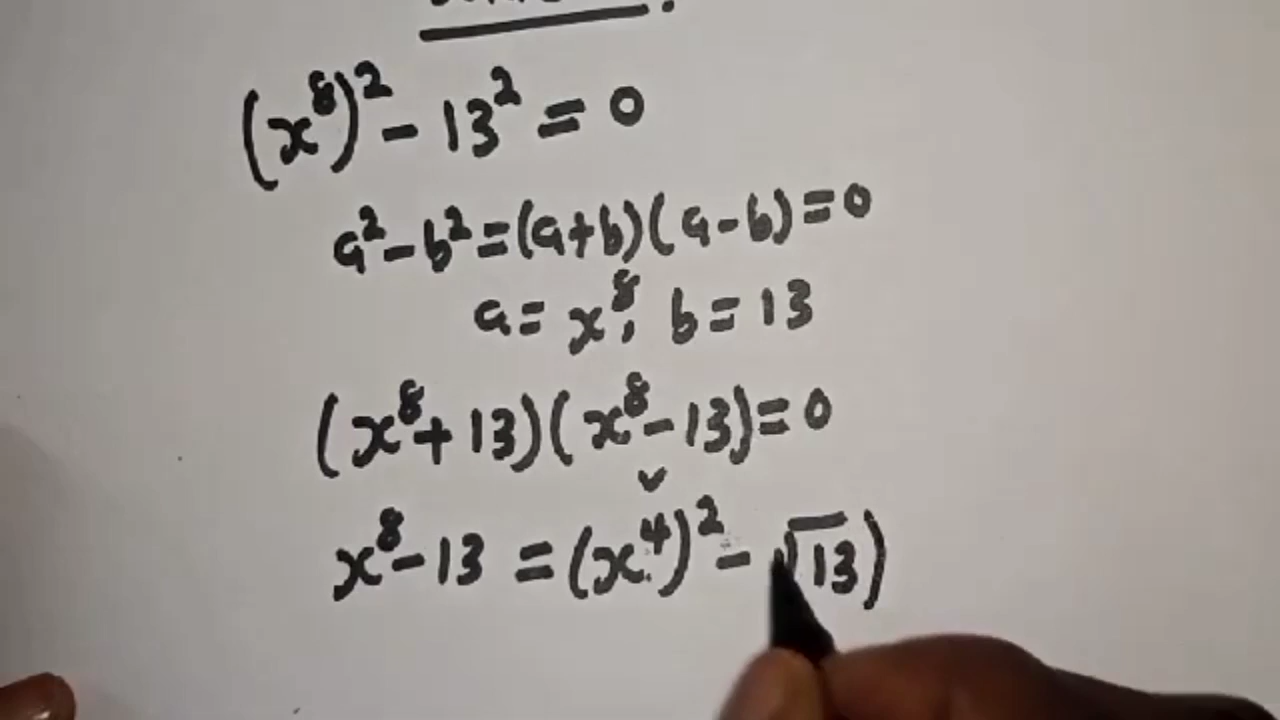 (x⁸)² - 13² = 0
a² - b² = (a+b)(a-b) = 0
a = x⁸, b = 13
(x⁸ + 13)(x⁸ - 13) = 0
x⁸ - 13 = (x⁴)² - √13)